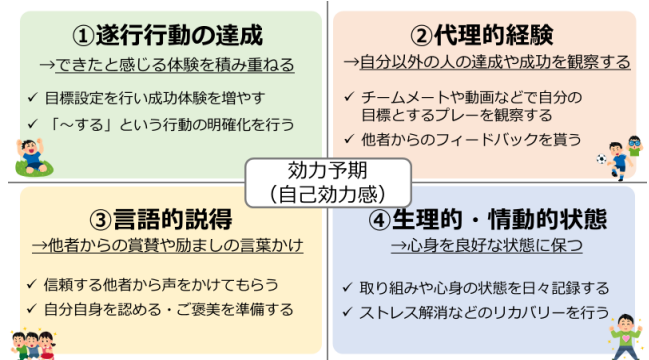 ①遂行行動の達成
→できたと感じる体験を積み重ねる
✓ 目標設定を行い成功体験を増やす
✓ 「～する」という行動の明確化を行う
②代理的経験
→自分以外の人の達成や成功を観察する
✓ チームメートや動画などで自分の
目標とするプレーを観察する
✓ 他者からのフィードバックを貰う
効力予期
（自己効力感）
③言語的説得
→他者からの賞賛や励ましの言葉かけ
✓ 信頼する他者から声をかけてもらう
✓ 自分自身を認める・ご褒美を準備する
④生理的・情動的状態
→心身を良好な状態に保つ
✓ 取り組みや心身の状態を日々記録する
✓ ストレス解消などのリカバリーを行う